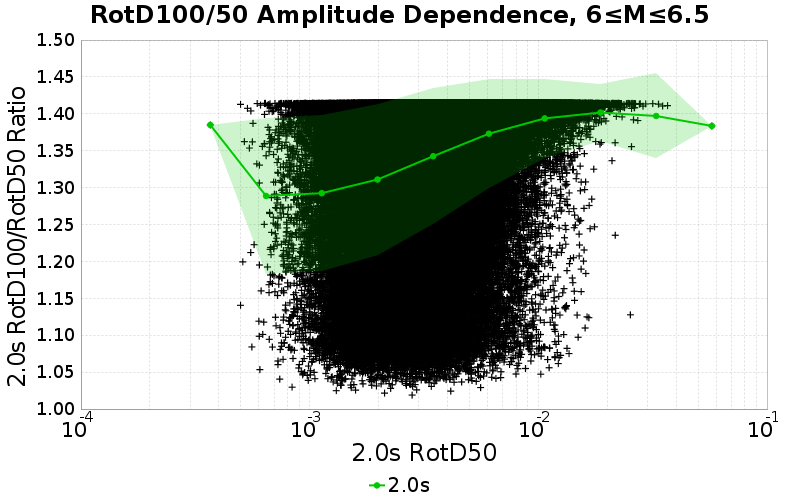 RotD100/50 Amplitude Dependence, 6≤M≤6.5
2.0s RotD100/RotD50 Ratio
1.50
1.45
1.40
1.35
1.30
1.25
1.20
1.15
1.10
1.05
1.00
10-4 10-3 10-2 10-1
2.0s RotD50
2.0s